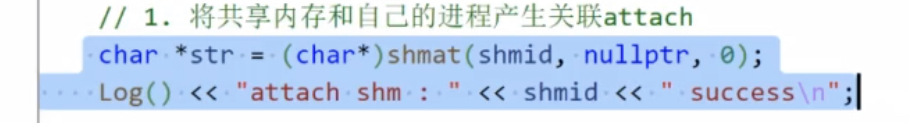 // 1. 将共享内存和自己的进程产生关联attach
char *str = (char*)shmat(shmid, nullptr, 0);
Log() << "attach shm : " << shmid << " success\n";